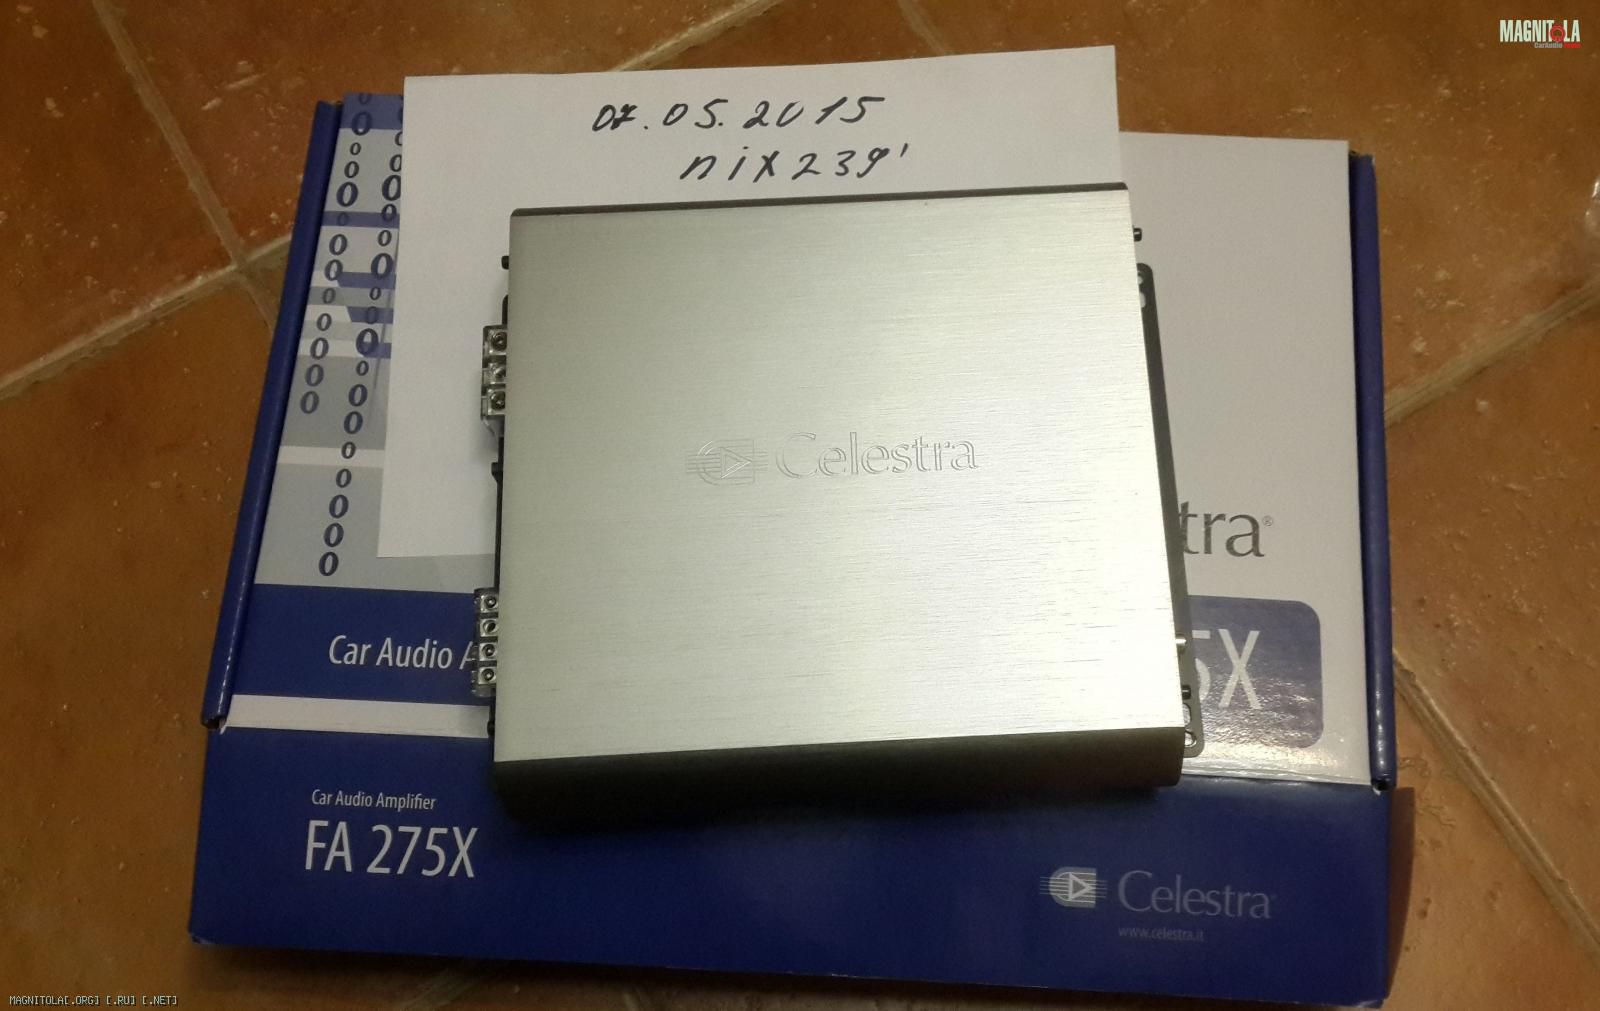 MAGNITOLA
CarAudio
07.05.2015
nix239'
Celestra
tra®
5X
Car Audio A
Car Audio Amplifier
FA 275X
Celestra
www.celestra.it
MAGNITOLA[.ORG] [.RU] [.NET]